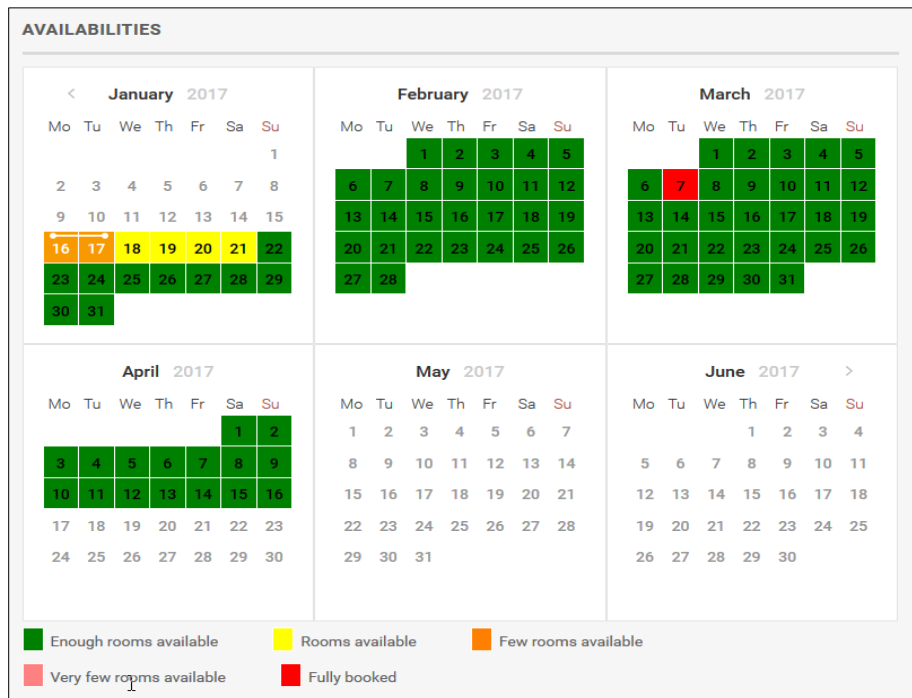 AVAILABILITIES
< January 2017
Mo Tu We Th Fr Sa Su
1
2 3 4 5 6 7 8
9 10 11 12 13 14 15
16 17 18 19 20 21 22
23 24 25 26 27 28 29
30 31
February 2017
Mo Tu We Th Fr Sa Su
1 2 3 4 5
6 7 8 9 10 11 12
13 14 15 16 17 18 19
20 21 22 23 24 25 26
27 28
March 2017
Mo Tu We Th Fr Sa Su
1 2 3 4 5
6 7 8 9 10 11 12
13 14 15 16 17 18 19
20 21 22 23 24 25 26
27 28 29 30 31
April 2017
Mo Tu We Th Fr Sa Su
1 2
3 4 5 6 7 8 9
10 11 12 13 14 15 16
17 18 19 20 21 22 23
24 25 26 27 28 29 30
May 2017
Mo Tu We Th Fr Sa Su
1 2 3 4 5 6 7
8 9 10 11 12 13 14
15 16 17 18 19 20 21
22 23 24 25 26 27 28
29 30 31
June 2017 >
Mo Tu We Th Fr Sa Su
1 2 3 4
5 6 7 8 9 10 11
12 13 14 15 16 17 18
19 20 21 22 23 24 25
26 27 28 29 30
Enough rooms available Rooms available Few rooms available
Very few rooms available Fully booked